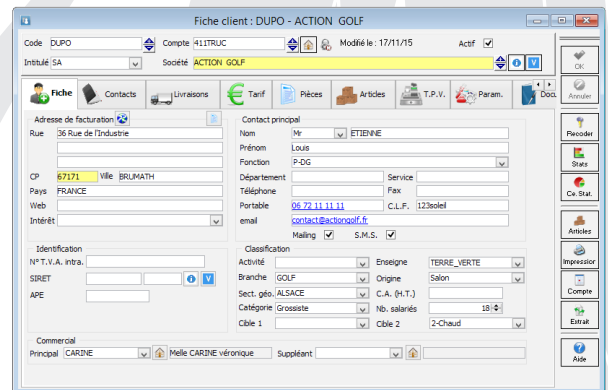 Fiche client : DUPO - ACTION GOLF
Code DUPO Compte 411TRUC Modifié le : 17/11/15 Actif
Intitulé SA Société ACTION GOLF
Fiche Contacts Livraisons Tarif Pièces Articles T.P.V. Param. Docu
Adresse de facturation Contact principal
Rue 36 Rue de l'Industrie Nom Mr ETIENNE
Prénom Louis
Fonction P-DG
CP 67171 Ville BRUMATH Département Service
Pays FRANCE Téléphone Fax
Web Portable 06 72 11 11 11 C.L.F. 123soleil
Intérêt email contact@actiongolf.fr
Mailing S.M.S.
Identification Classification
N° T.V.A. intra. Activité Enseigne TERRE_VERTE
SIRET Branche GOLF Origine Salon
APE Sect. géo. ALSACE C.A. (H.T.)
Catégorie Grossiste Nb. salariés 18
Cible 1 Cible 2 2-Chaud
Commercial
Principal CARINE Melle CARINE véronique Suppléant
OK
Annuler
Recoder
Stats
Ce. Stat.
Articles
Impression
Compte
Extrait
Aide